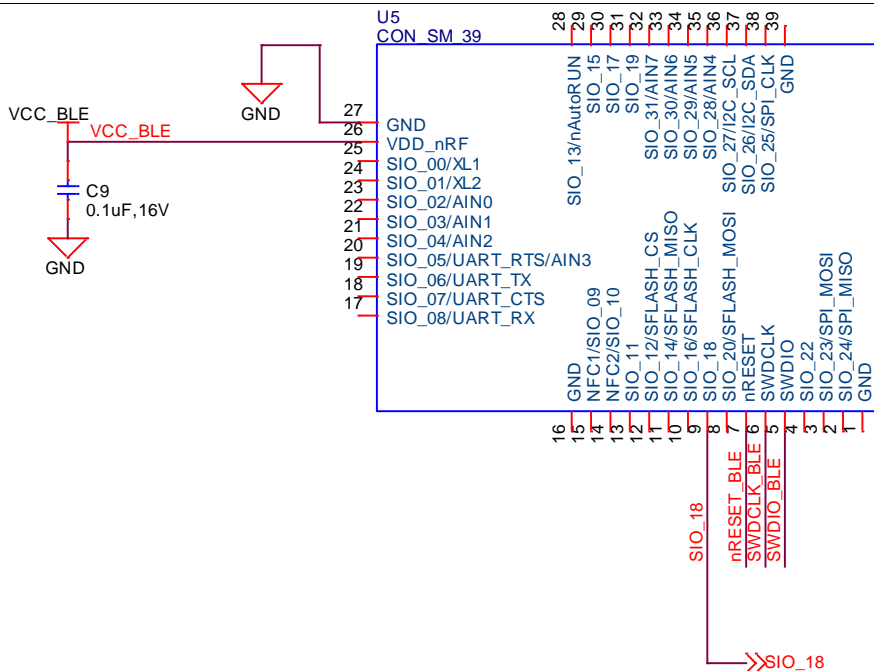 U5
CON_SM_39
28
29
30
31
32
33
34
35
36
37
38
39
SIO_13/nAutoRUN
SIO_15
SIO_17
SIO_19
SIO_31/AIN7
SIO_30/AIN6
SIO_29/AIN5
SIO_28/AIN4
SIO_27/I2C_SCL
SIO_26/I2C_SDA
SIO_25/SPI_CLK
GND
GND
VCC_BLE
VCC_BLE
C9
0.1uF,16V
GND
27
26
25
24
23
22
21
20
19
18
17
GND
VDD_nRF
SIO_00/XL1
SIO_01/XL2
SIO_02/AIN0
SIO_03/AIN1
SIO_04/AIN2
SIO_05/UART_RTS/AIN3
SIO_06/UART_TX
SIO_07/UART_CTS
SIO_08/UART_RX
GND
NFC1/SIO_09
NFC2/SIO_10
SIO_11
SIO_12/SFLASH_CS
SIO_14/SFLASH_MISO
SIO_16/SFLASH_CLK
SIO_18
SIO_20/SFLASH_MOSI
nRESET
SWDCLK
SWDIO
SIO_22
SIO_23/SPI_MOSI
SIO_24/SPI_MISO
GND
16
15
14
13
12
11
10
9
8
7
6
5
4
3
2
1
SIO_18
nRESET_BLE
SWDCLK_BLE
SWDIO_BLE
SIO_18